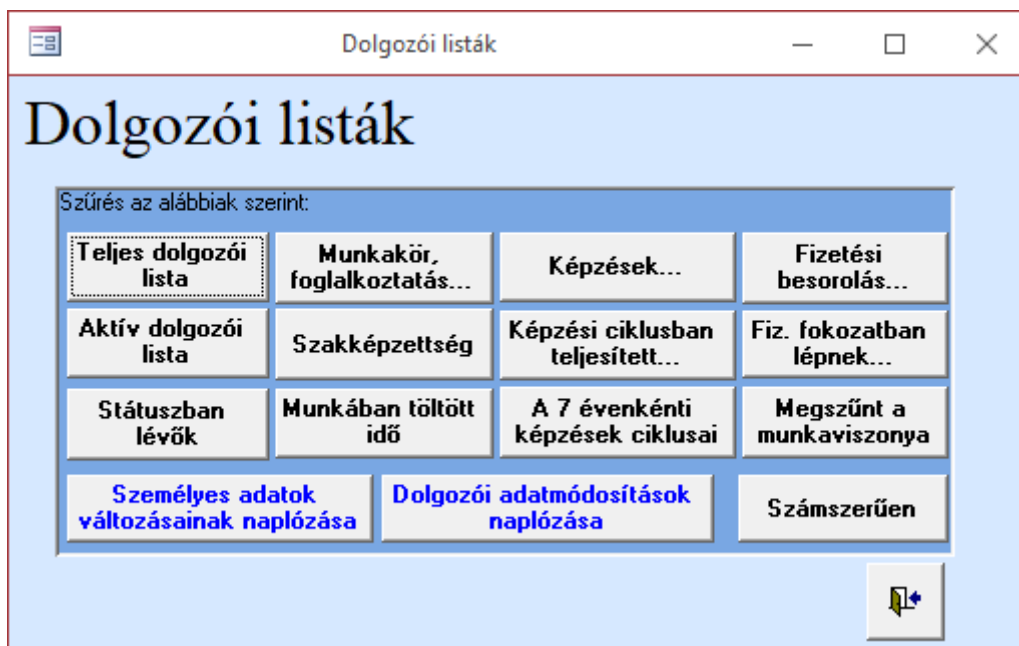 Dolgozói listák
Dolgozói listák
Szűrés az alábbiak szerint:
Teljes dolgozói
lista
Munkakör,
foglalkoztatás...
Képzések...
Fizetési
besorolás...
Aktív dolgozói
lista
Szakképzettség
Képzési ciklusban
teljesített...
Fiz. fokozatban
lépnek...
Státuszban
lévők
Munkában töltött
idő
A 7 évenkénti
képzések ciklusai
Megszűnt a
munkaviszonya
Személyes adatok
változásainak naplózása
Dolgozói adatmódosítások
naplózása
Számszerűen